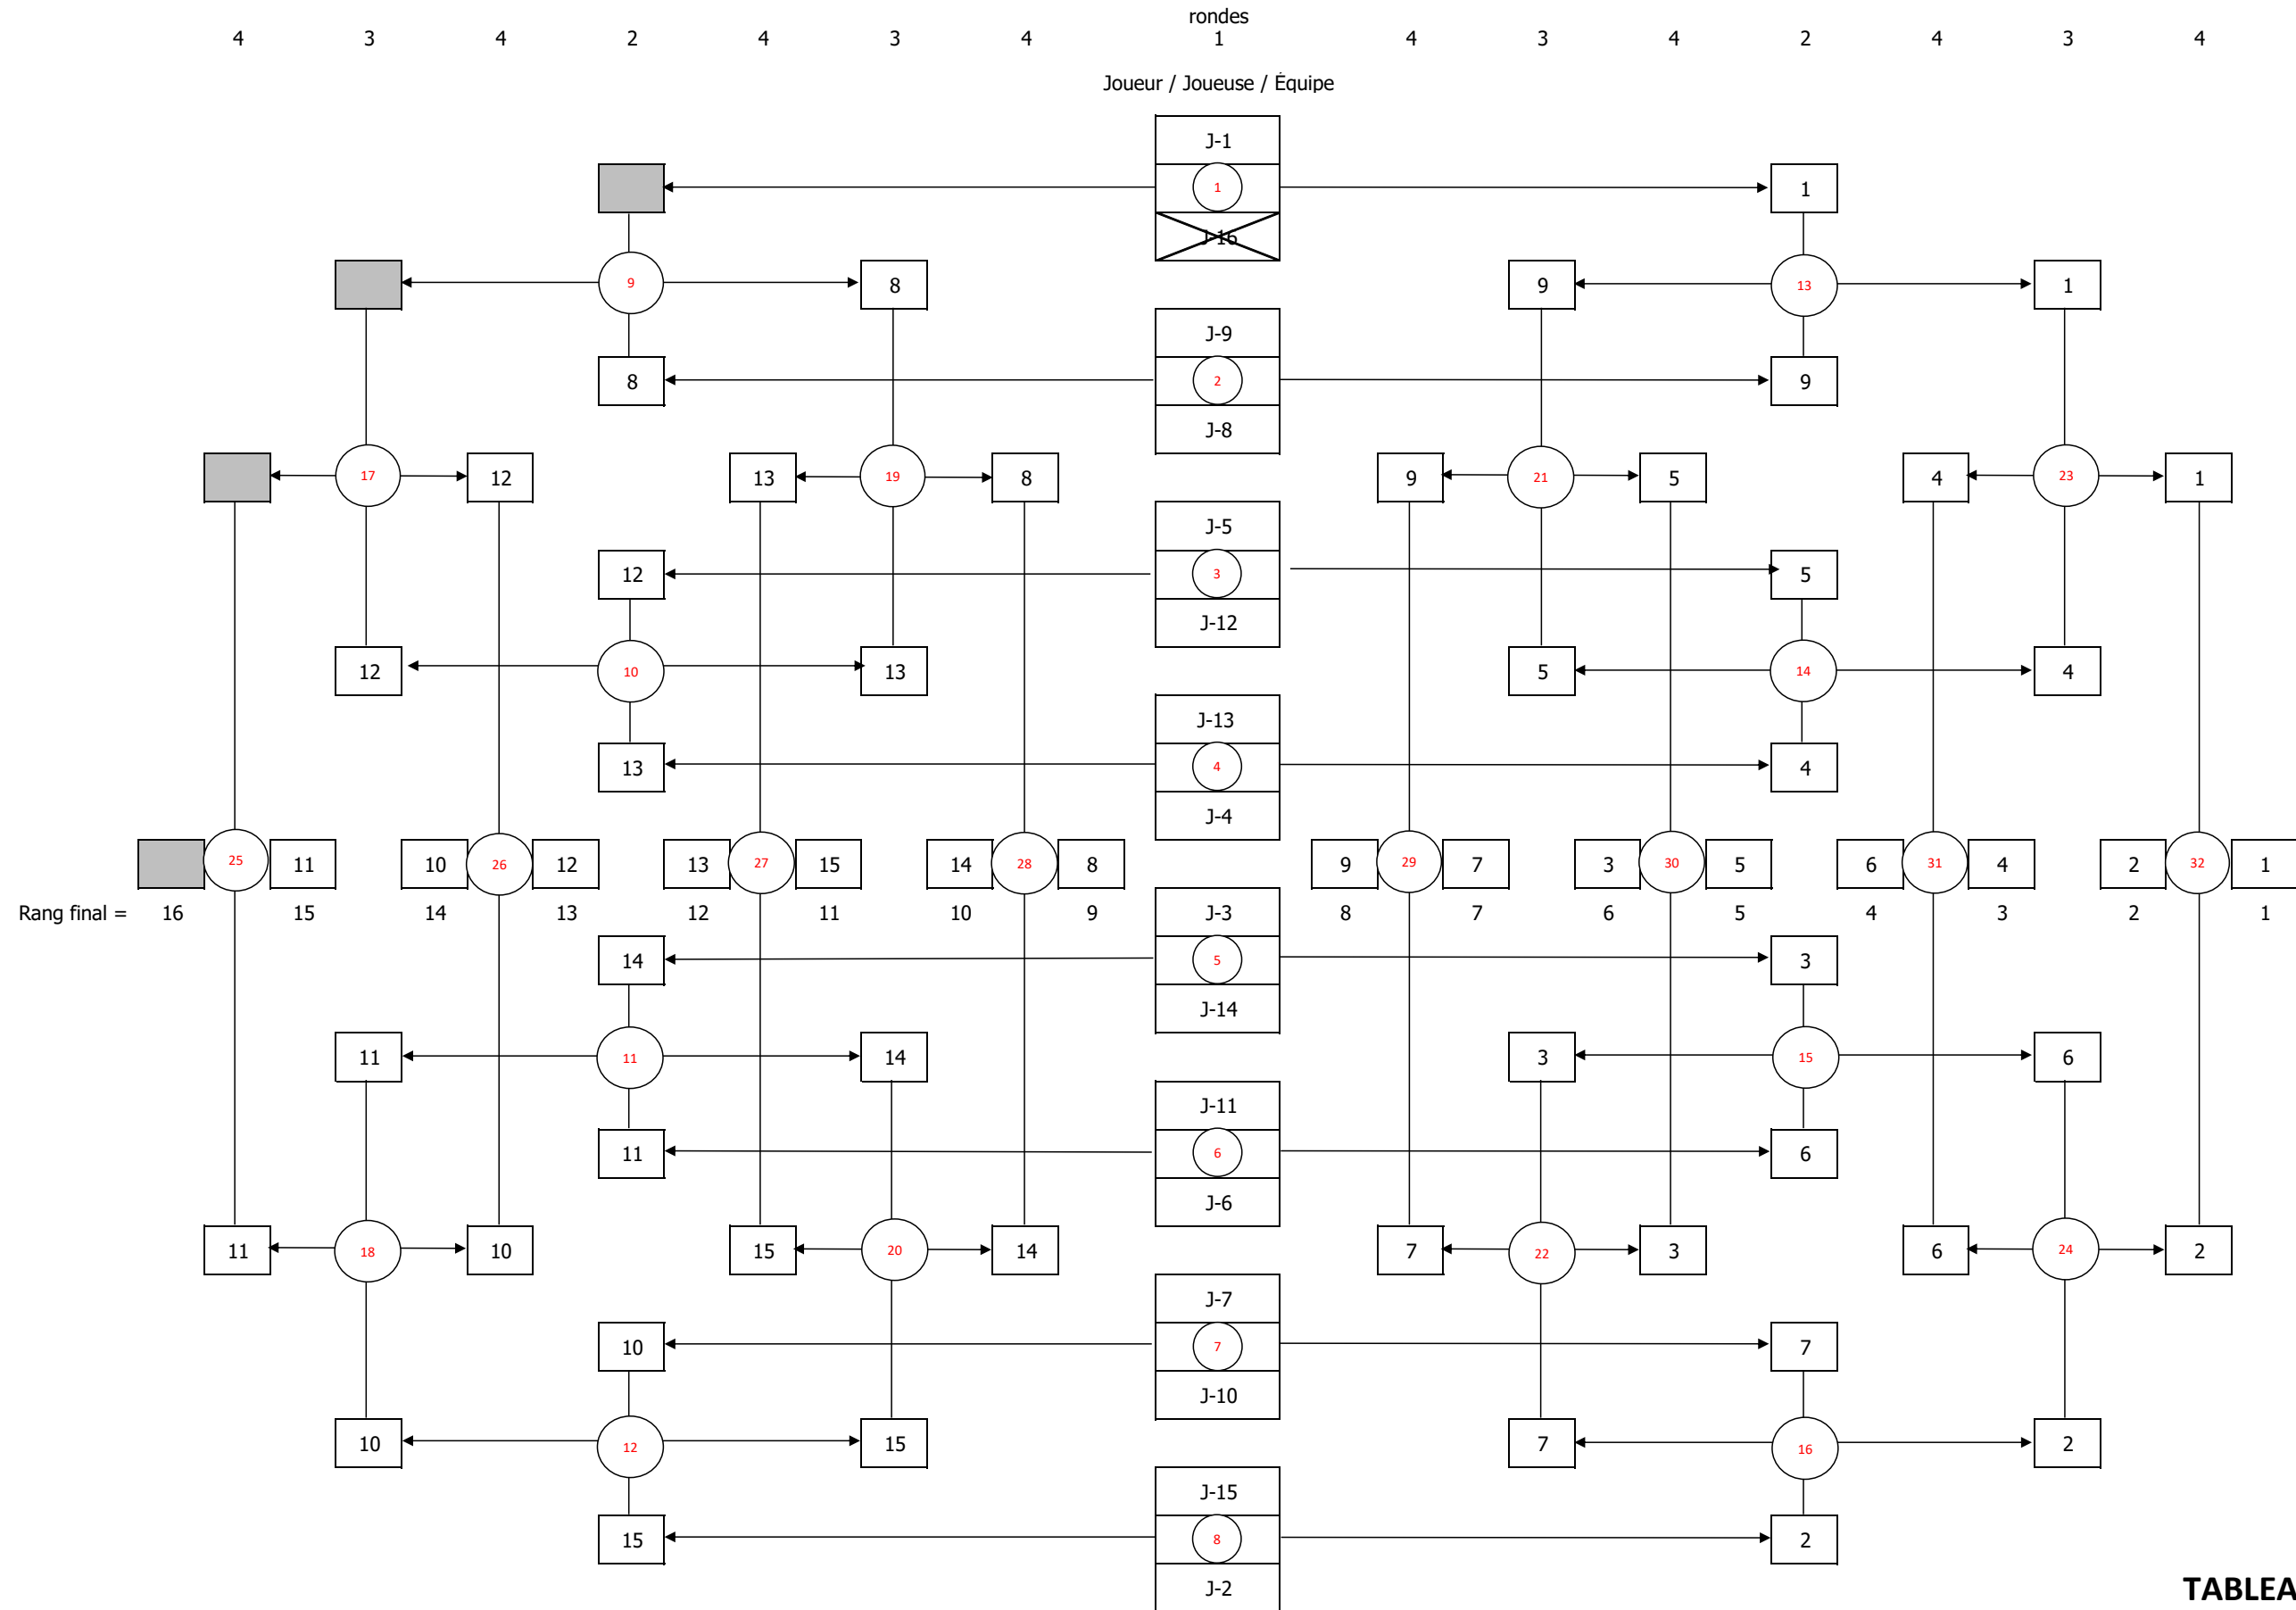 rondes
4 3 4 2 4 3 4 1 4 3 4 2 4 3 4
Joueur / Joueuse / Équipe
J-1
1 1
J-16
9 8 9 13 1
J-9
8 2 9
J-8
17 12 13 19 8 9 21 5 4 23 1
J-5
12 3 5
J-12
12 10 13 5 14 4
J-13
13 4 4
J-4
25 11 10 26 12 13 27 15 14 28 8 9 29 7 3 30 5 6 31 4 2 32 1
Rang final = 16 15 14 13 12 11 10 9 J-3 8 7 6 5 4 3 2 1
14 5 3
J-14
11 11 14 3 15 6
J-11
11 6 6
J-6
11 18 10 15 20 14 7 22 3 6 24 2
J-7
10 7 7
J-10
10 12 15 7 16 2
J-15
15 8 2
J-2
TABLEA